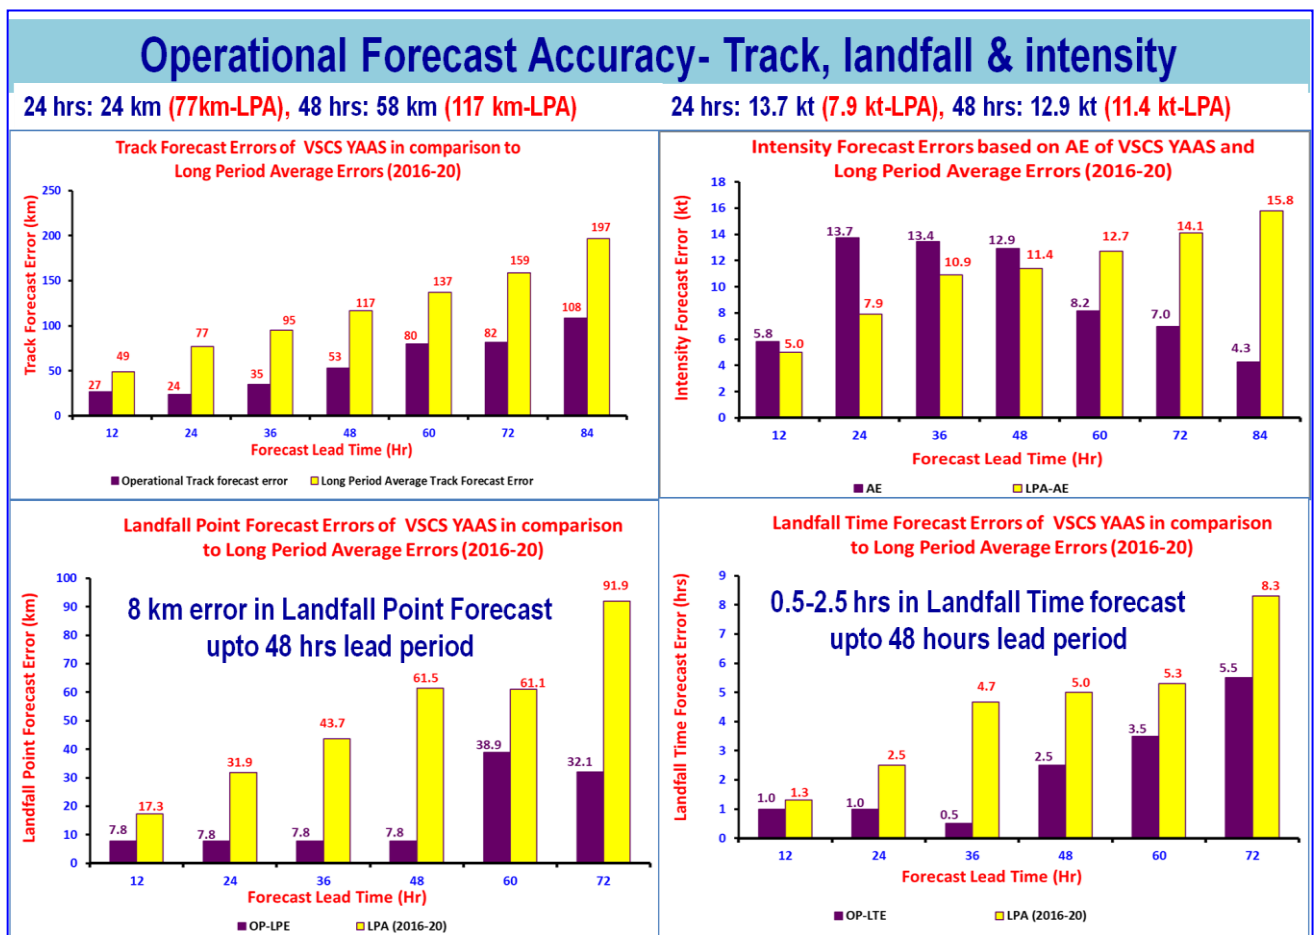 Operational Forecast Accuracy- Track, landfall & intensity
24 hrs: 24 km (77km-LPA), 48 hrs: 58 km (117 km-LPA)
24 hrs: 13.7 kt (7.9 kt-LPA), 48 hrs: 12.9 kt (11.4 kt-LPA)
Track Forecast Errors of VSCS YAAS in comparison to
Long Period Average Errors (2016-20)
Track Forecast Error (km)
250
200
150
100
50
0
27 49 24 77 35 95 53 117 80 137 82 159 108 197
12 24 36 48 60 72 84
Forecast Lead Time (Hr)
Operational Track forecast error Long Period Average Track Forecast Error
Intensity Forecast Errors based on AE of VSCS YAAS and
Long Period Average Errors (2016-20)
Intensity Forecast Error (kt)
18
16
14
12
10
8
6
4
2
0
5.8 5.0 13.7 7.9 13.4 10.9 12.9 11.4 8.2 12.7 7.0 14.1 4.3 15.8
12 24 36 48 60 72 84
Forecast Lead Time (Hr)
AE LPA-AE
Landfall Point Forecast Errors of VSCS YAAS in comparison
to Long Period Average Errors (2016-20)
8 km error in Landfall Point Forecast
upto 48 hrs lead period
Landfall Point Forecast Error (km)
100
90
80
70
60
50
40
30
20
10
0
7.8 17.3 7.8 31.9 7.8 43.7 7.8 61.5 38.9 61.1 32.1 91.9
12 24 36 48 60 72
Forecast Lead Time (Hr)
OP-LPE LPA (2016-20)
Landfall Time Forecast Errors of VSCS YAAS in comparison
to Long Period Average Errors (2016-20)
0.5-2.5 hrs in Landfall Time forecast
upto 48 hours lead period
Landfall Time Forecast Error (hrs)
9
8
7
6
5
4
3
2
1
0
1.0 1.3 1.0 2.5 0.5 4.7 2.5 5.0 3.5 5.3 5.5 8.3
12 24 36 48 60 72
Forecast Lead Time (Hr)
OP-LTE LPA (2016-20)